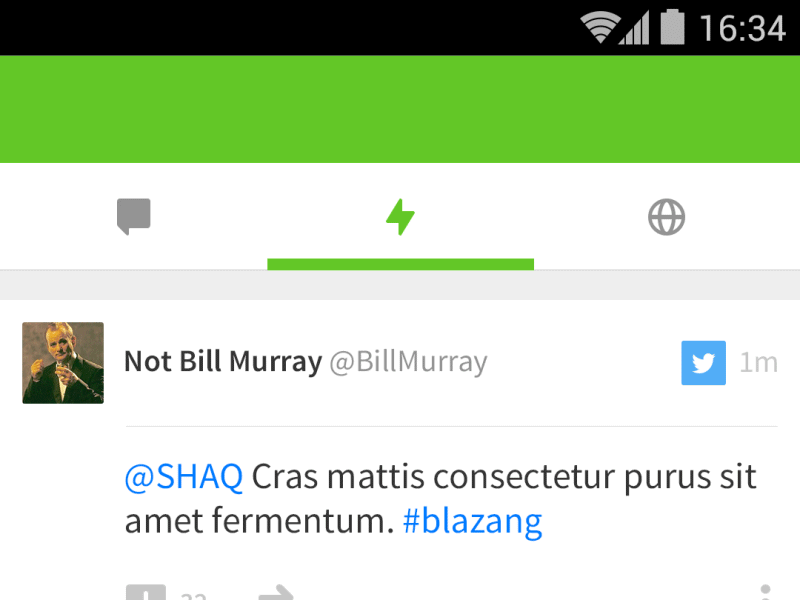 16:34
Not Bill Murray @BillMurray 1m
@SHAQ Cras mattis consectetur purus sit
amet fermentum. #blazang